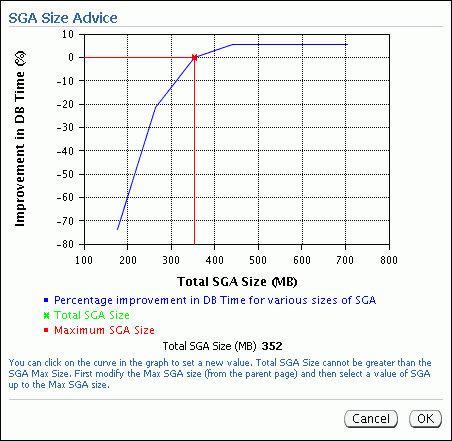 SGA Size Advice
Improvement in DB Time (%)
10
0
-10
-20
-30
-40
-50
-60
-70
-80
100 200 300 400 500 600 700 800
Total SGA Size (MB)
Percentage improvement in DB Time for various sizes of SGA
Total SGA Size
Maximum SGA Size
Total SGA Size (MB) 352
You can click on the curve in the graph to set a new value. Total SGA Size cannot be greater than the
SGA Max Size. First modify the Max SGA size (from the parent page) and then select a value of SGA
up to the Max SGA size.
Cancel OK